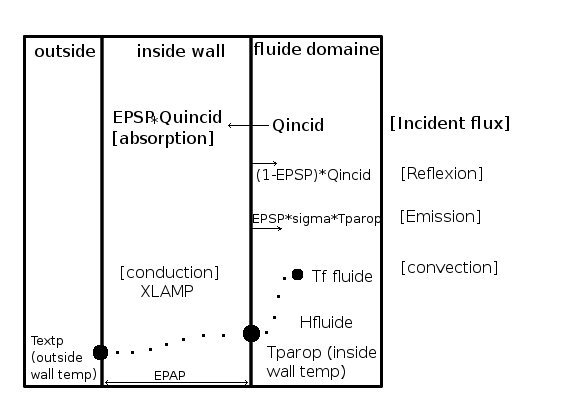 outside
inside wall
fluide domaine
EPSP*Quincid
[absorption]
Qincid
[Incident flux]
(1-EPSP)*Qincid
[Reflexion]
EPSP*sigma*Tparop
[Emission]
[conduction]
XLAMP
Tf fluide
[convection]
Hfluide
Textp
(outside
wall temp)
Tparop (inside
wall temp)
EPAP